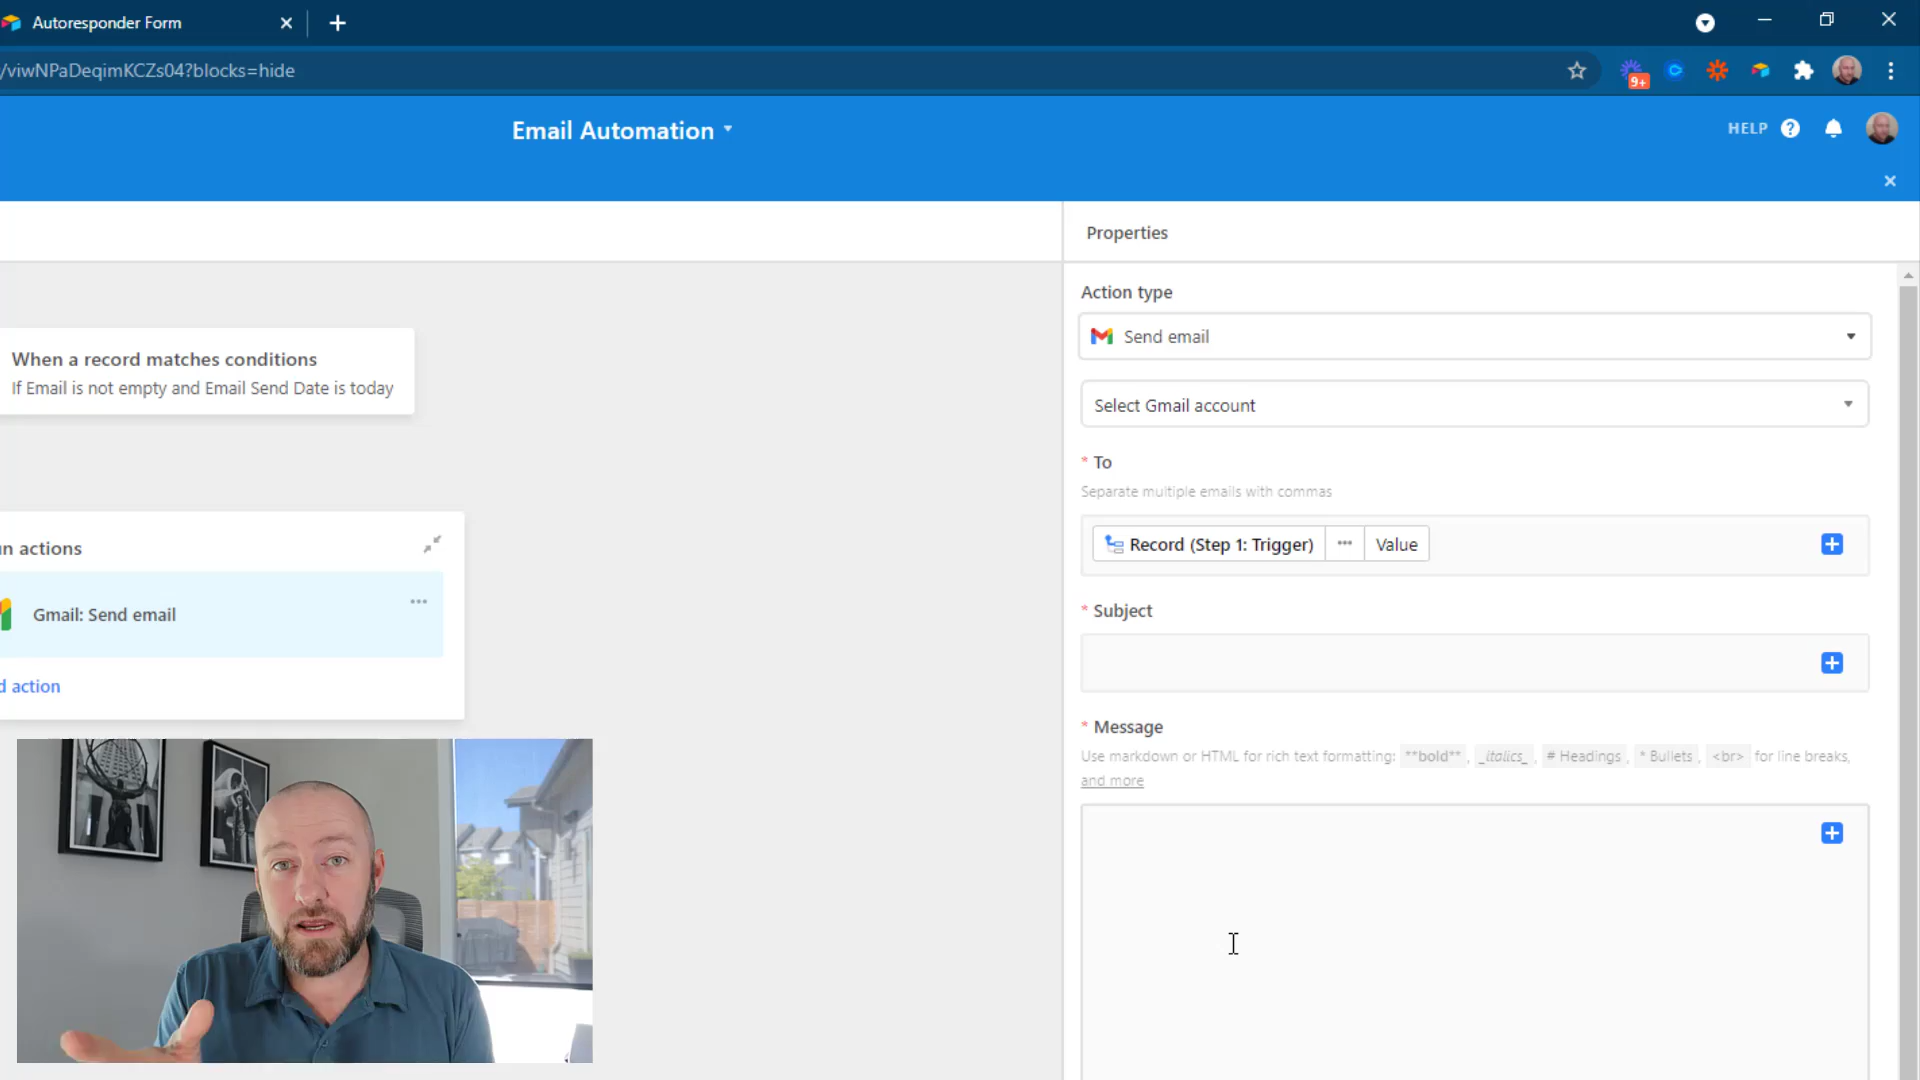 Autoresponder Form
/viwNPaDeqimKCZs04?blocks=hide
9+
Email Automation
HELP
Properties
Action type
Send email
When a record matches conditions
If Email is not empty and Email Send Date is today
Select Gmail account
* To
Separate multiple emails with commas
Record (Step 1: Trigger) ••• Value
n actions
* Subject
Gmail: Send email
d action
* Message
Use markdown or HTML for rich text formatting: **bold** , _italics_ , # Headings , * Bullets , <br> for line breaks,
and more